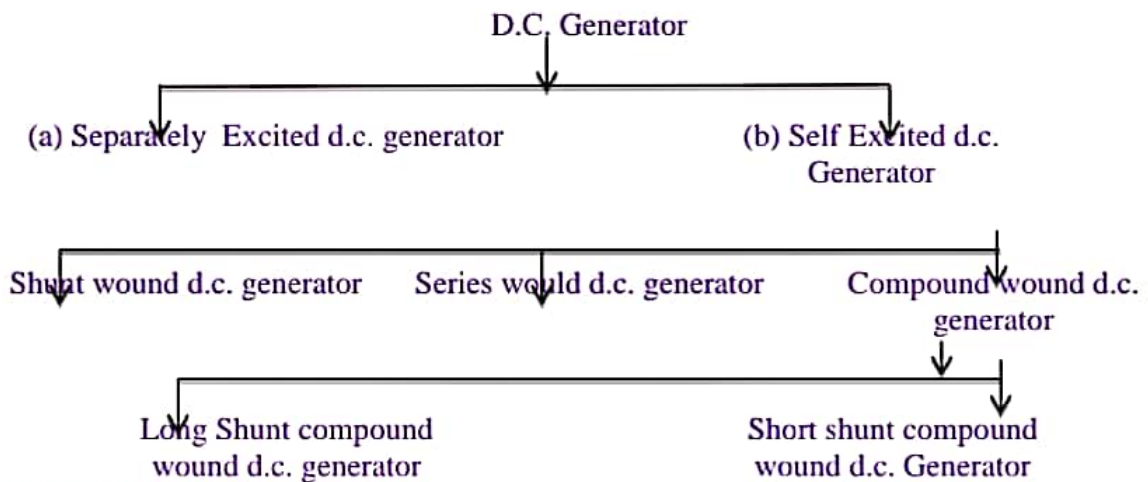 D.C. Generator
(a) Separately Excited d.c. generator
(b) Self Excited d.c.
Generator
Shunt wound d.c. generator
Series would d.c. generator
Compound wound d.c.
generator
Long Shunt compound
wound d.c. generator
Short shunt compound
wound d.c. Generator